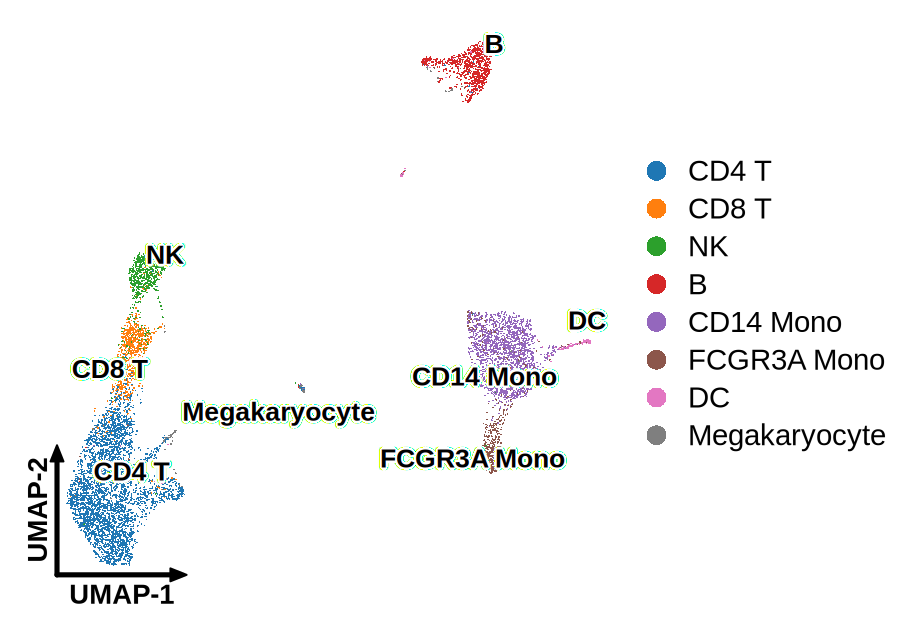 B
NK
DC
CD8 T
CD14 Mono
Megakaryocyte
CD4 T
FCGR3A Mono
UMAP-2
UMAP-1
CD4 T
CD8 T
NK
B
CD14 Mono
FCGR3A Mono
DC
Megakaryocyte